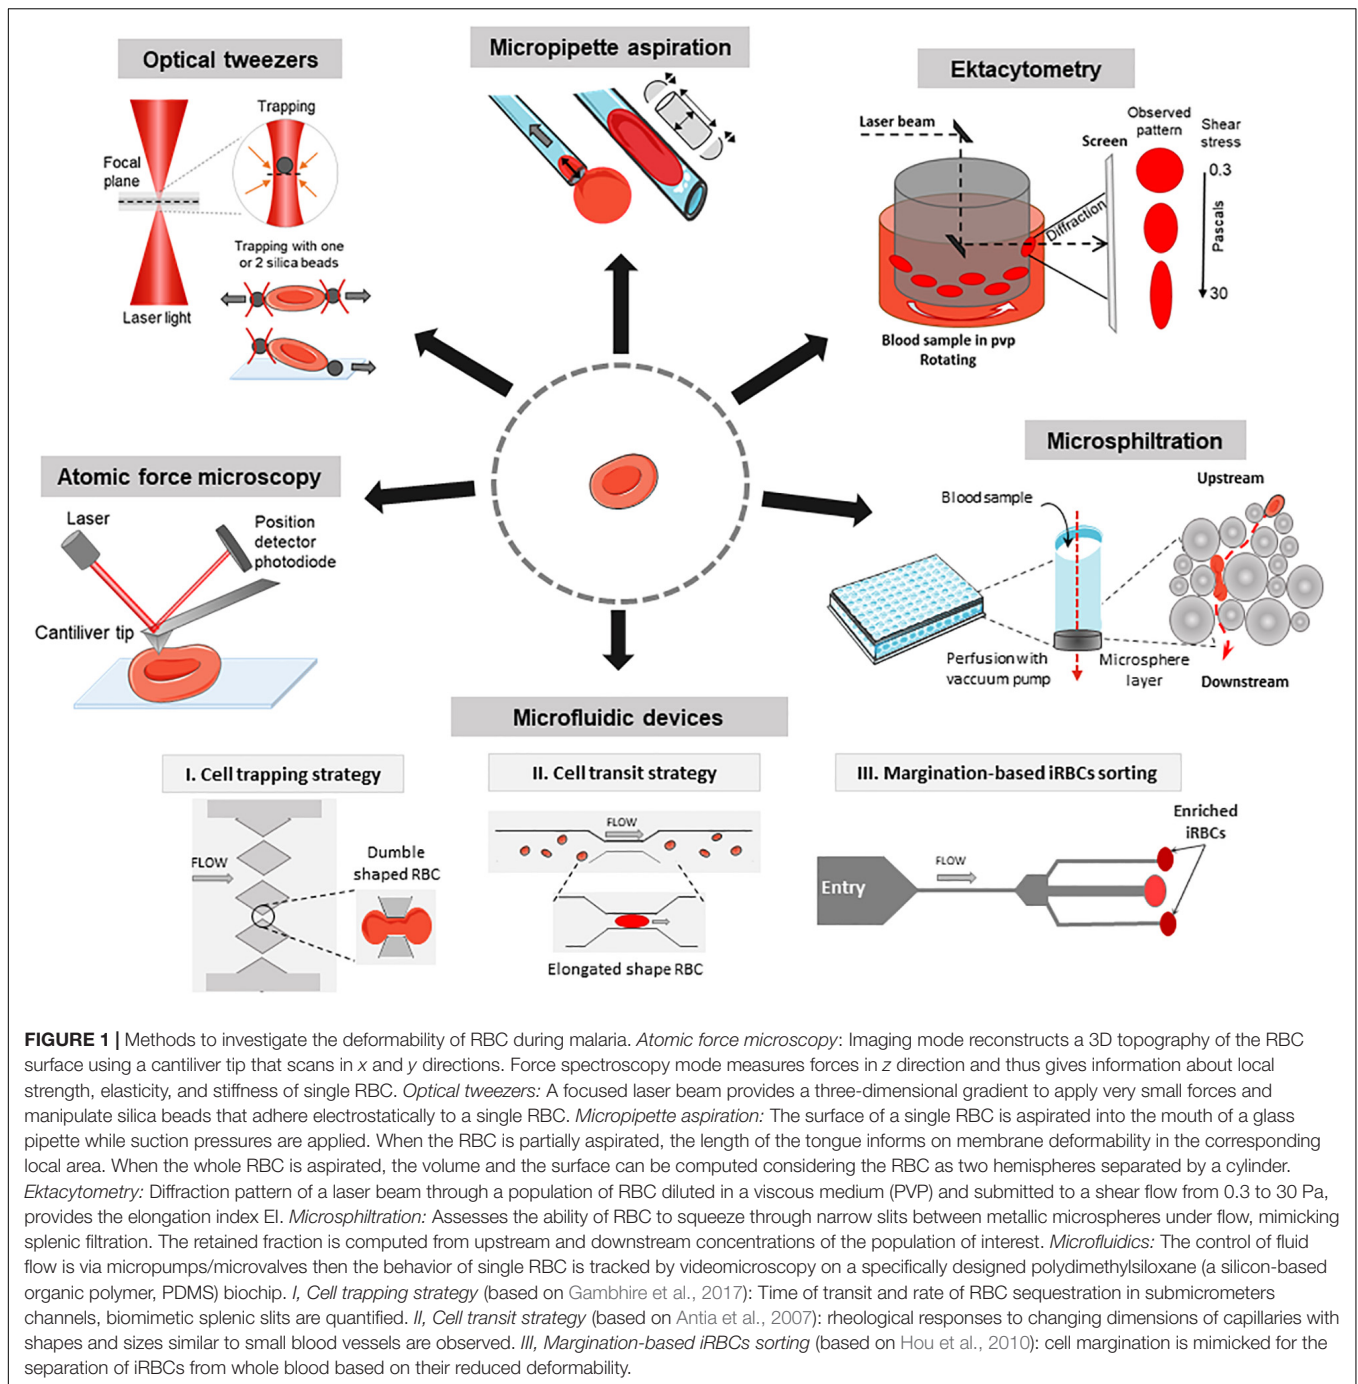 Optical tweezers
Trapping
Focal
plane
Trapping with one
or 2 silica beads
Laser light
Micropipette aspiration
Ektacytometry
Laser beam
Screen
Observed
pattern
Shear
stress
0.3
Pascals
30
Diffraction
Blood sample in pvp
Rotating
Atomic force microscopy
Laser
Position
detector
photodiode
Cantiliver tip
Microsphiltration
Blood sample
Upstream
Perfusion with
vaccuum pump
Microsphere
layer
Downstream
Microfluidic devices
I. Cell trapping strategy
FLOW
Dumble
shaped RBC
II. Cell transit strategy
FLOW
Elongated shape RBC
III. Margination-based iRBCs sorting
Enriched
iRBCs
FLOW
Entry
FIGURE 1 | Methods to investigate the deformability of RBC during malaria. Atomic force microscopy: Imaging mode reconstructs a 3D topography of the RBC
surface using a cantiliver tip that scans in x and y directions. Force spectroscopy mode measures forces in z direction and thus gives information about local
strength, elasticity, and stiffness of single RBC. Optical tweezers: A focused laser beam provides a three-dimensional gradient to apply very small forces and
manipulate silica beads that adhere electrostatically to a single RBC. Micropipette aspiration: The surface of a single RBC is aspirated into the mouth of a glass
pipette while suction pressures are applied. When the RBC is partially aspirated, the length of the tongue informs on membrane deformability in the corresponding
local area. When the whole RBC is aspirated, the volume and the surface can be computed considering the RBC as two hemispheres separated by a cylinder.
Ektacytometry: Diffraction pattern of a laser beam through a population of RBC diluted in a viscous medium (PVP) and submitted to a shear flow from 0.3 to 30 Pa,
provides the elongation index EI. Microsphiltration: Assesses the ability of RBC to squeeze through narrow slits between metallic microspheres under flow, mimicking
splenic filtration. The retained fraction is computed from upstream and downstream concentrations of the population of interest. Microfluidics: The control of fluid
flow is via micropumps/microvalves then the behavior of single RBC is tracked by videomicroscopy on a specifically designed polydimethylsiloxane (a silicon-based
organic polymer, PDMS) biochip. I, Cell trapping strategy (based on Gambhire et al., 2017): Time of transit and rate of RBC sequestration in submicrometers
channels, biomimetic splenic slits are quantified. II, Cell transit strategy (based on Antia et al., 2007): rheological responses to changing dimensions of capillaries with
shapes and sizes similar to small blood vessels are observed. III, Margination-based iRBCs sorting (based on Hou et al., 2010): cell margination is mimicked for the
separation of iRBCs from whole blood based on their reduced deformability.